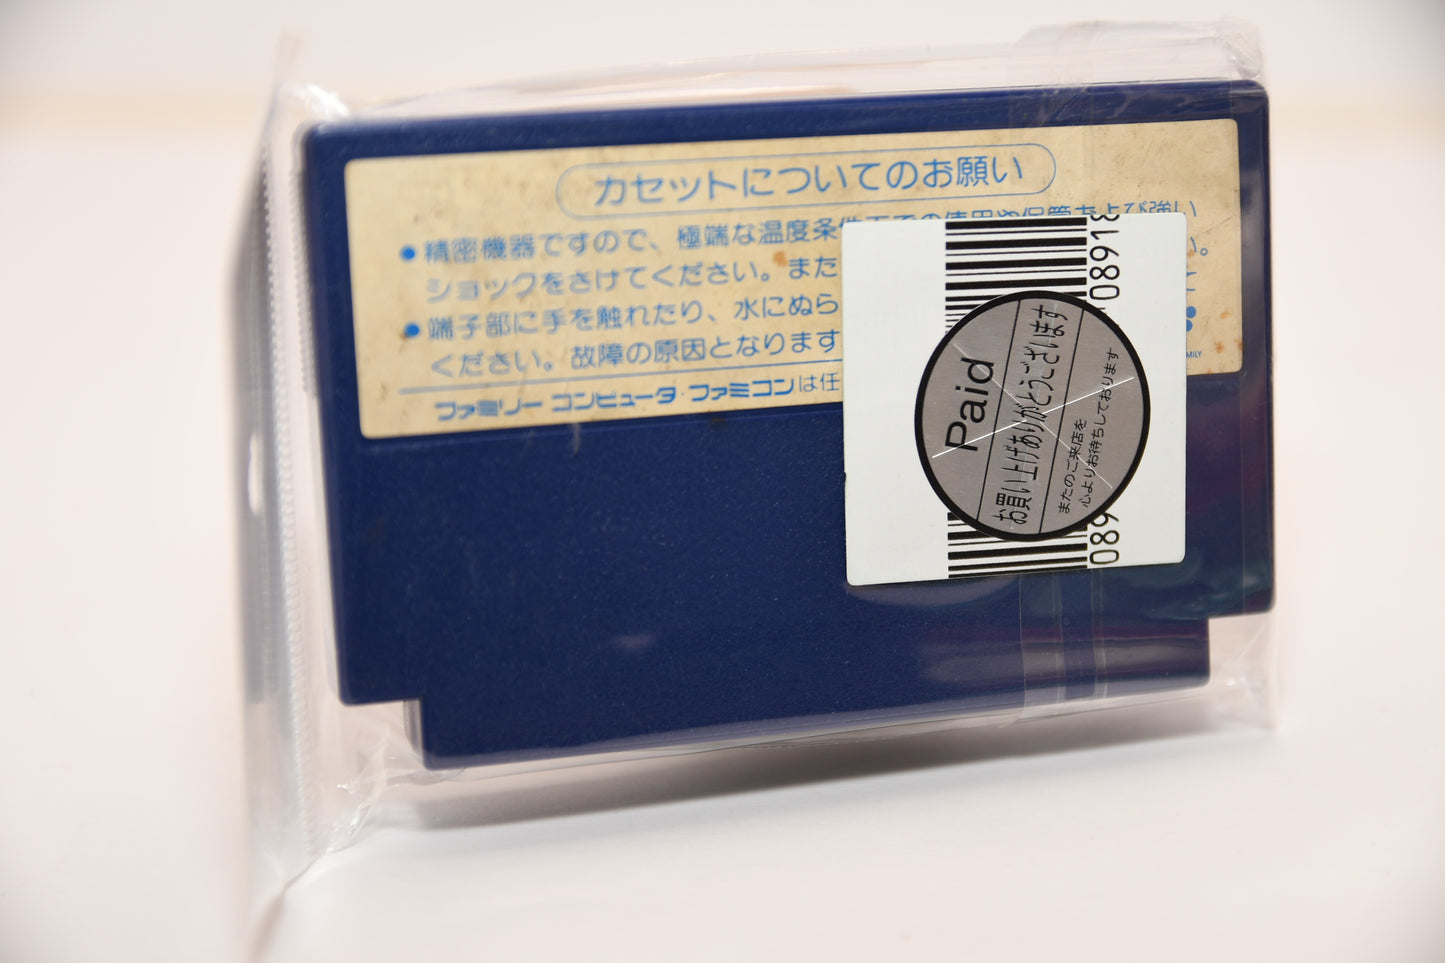 カセットについてのお願い
●精密機器ですので、極端な温度条件下での使用や保管および強い
ショックをさけてください。また い。
●端子部に手を触れたり、水にぬら
ください。故障の原因となります
ファミリー コンピュータ・ファミコンは任
MILY
08918
089
Paid
お買い上げありがとうございます
またのご来店を
心よりお待ちしております